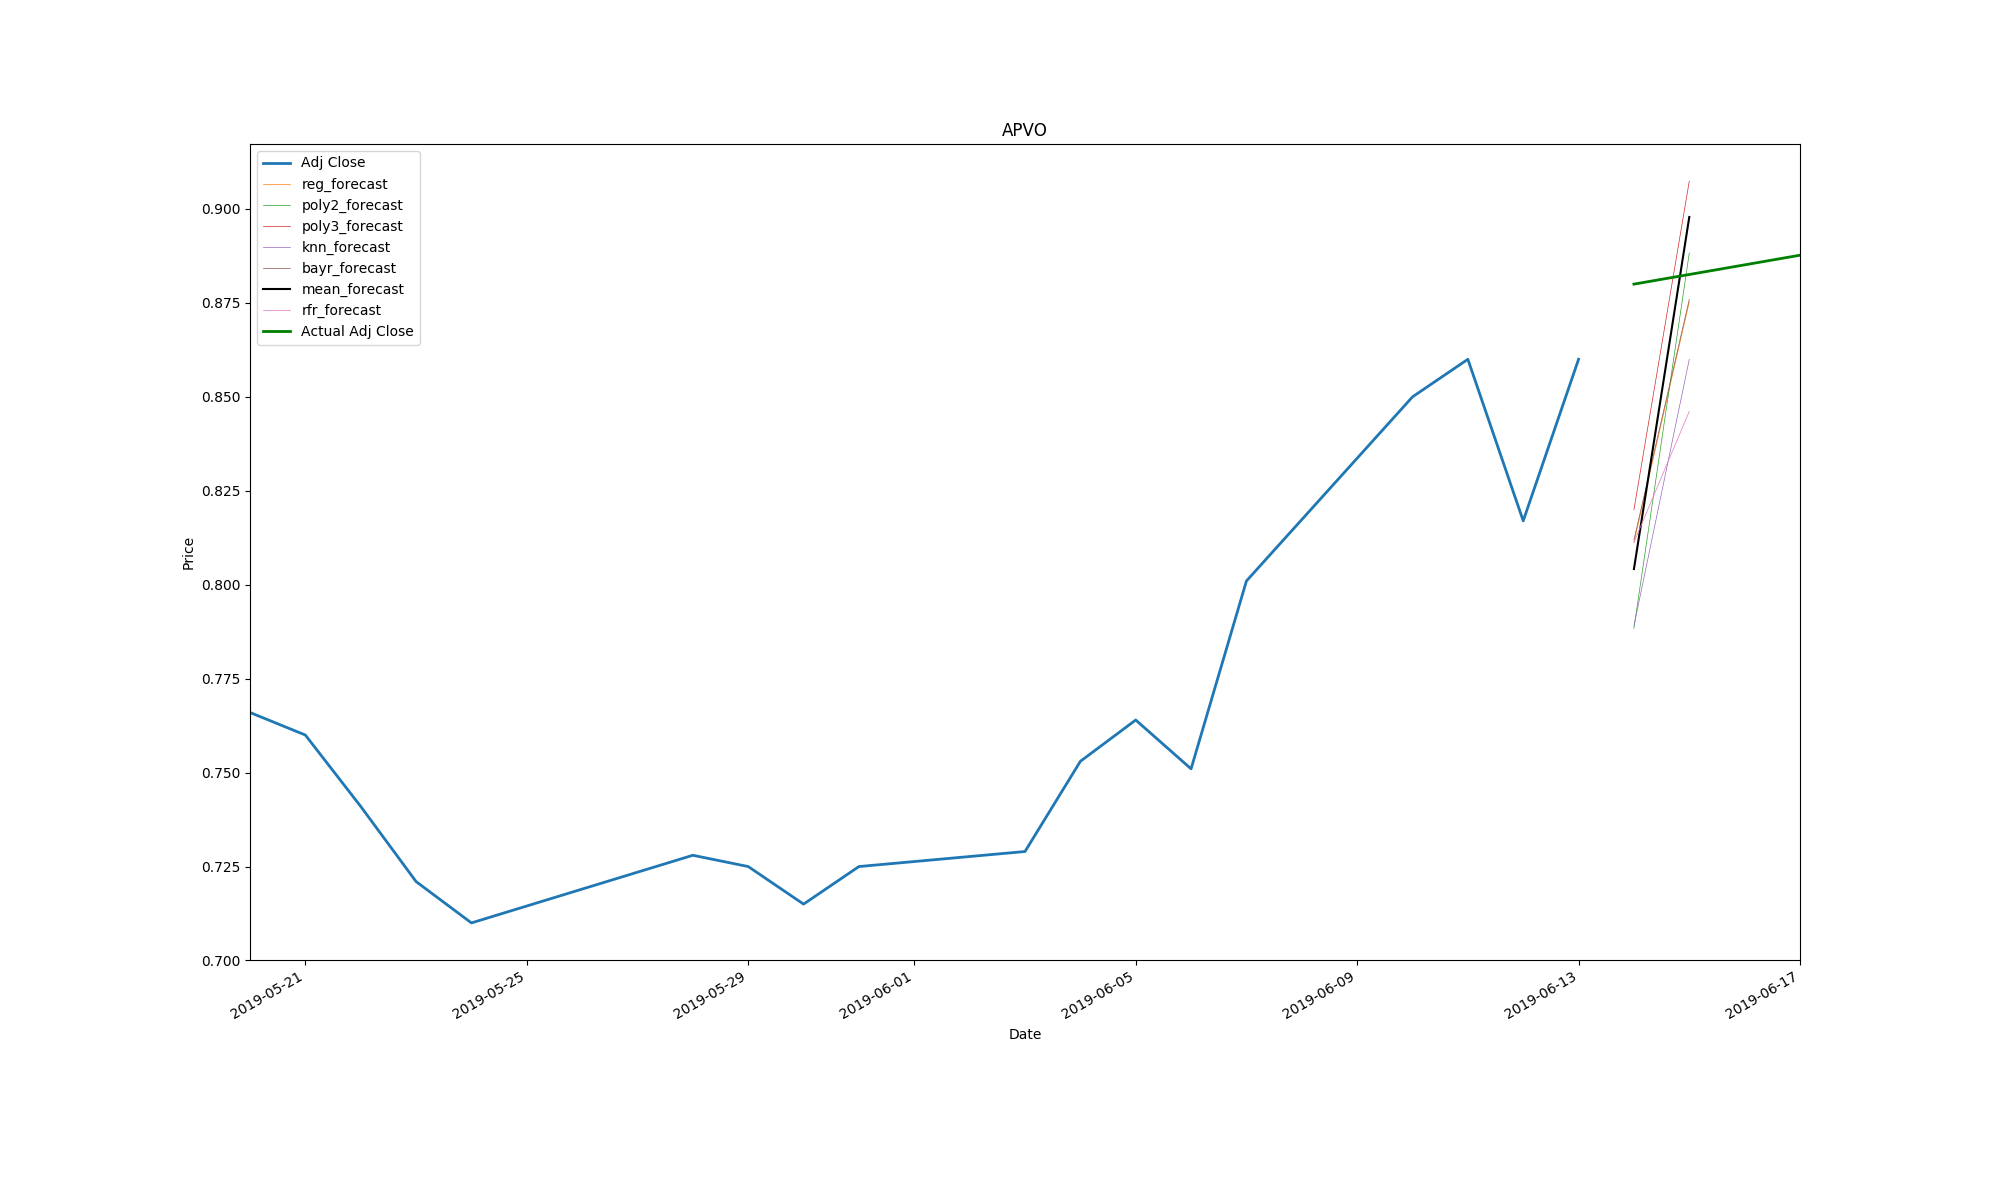 APVO
Adj Close
reg_forecast
poly2_forecast
poly3_forecast
knn_forecast
bayr_forecast
mean_forecast
rfr_forecast
Actual Adj Close
0.900
0.875
0.850
0.825
0.800
0.775
0.750
0.725
0.700
Price
2019-05-21
2019-05-25
2019-05-29
2019-06-01
2019-06-05
2019-06-09
2019-06-13
2019-06-17
Date